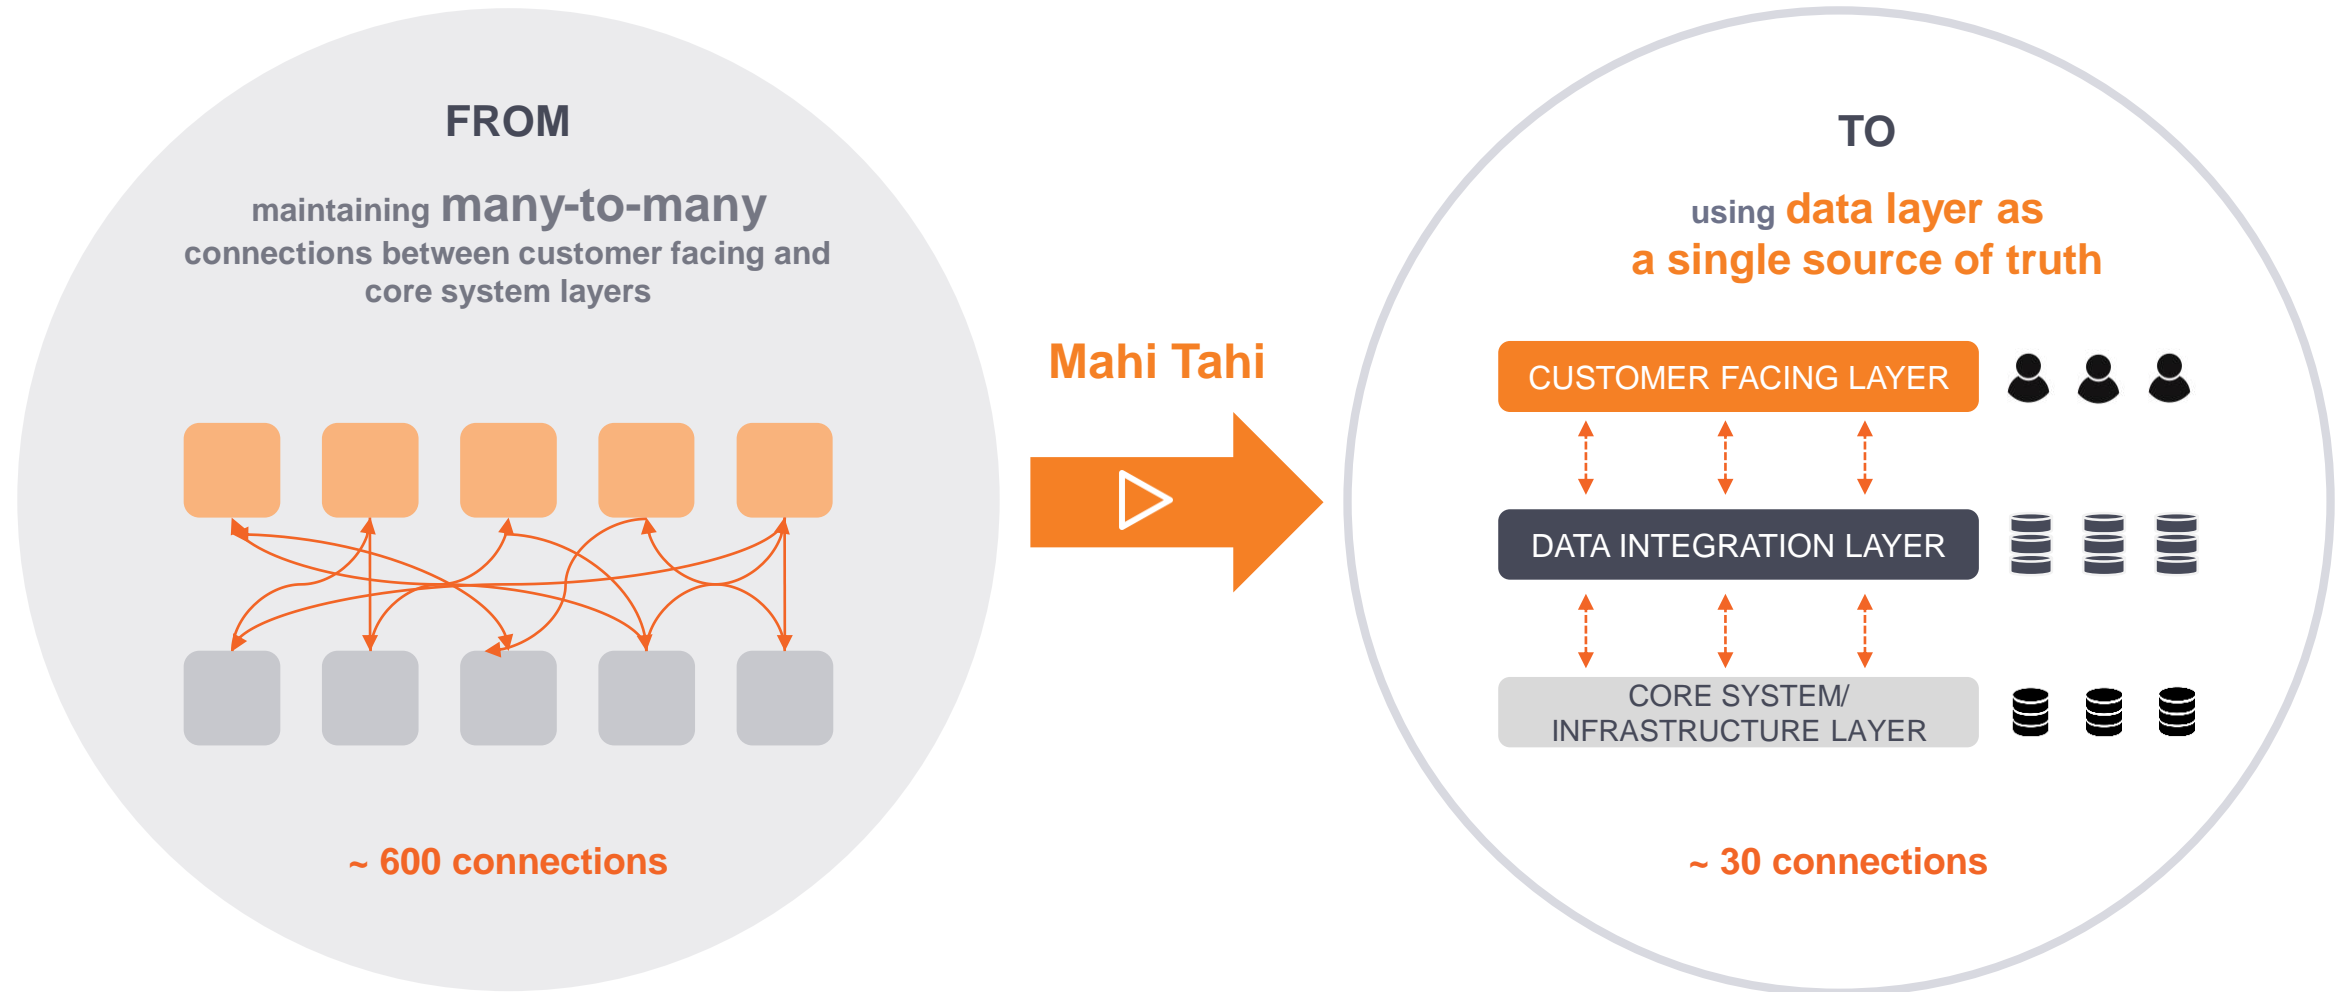 FROM
maintaining many-to-many
connections between customer facing and
core system layers
~ 600 connections
Mahi Tahi
TO
using data layer as
a single source of truth
CUSTOMER FACING LAYER
DATA INTEGRATION LAYER
CORE SYSTEM/
INFRASTRUCTURE LAYER
~ 30 connections